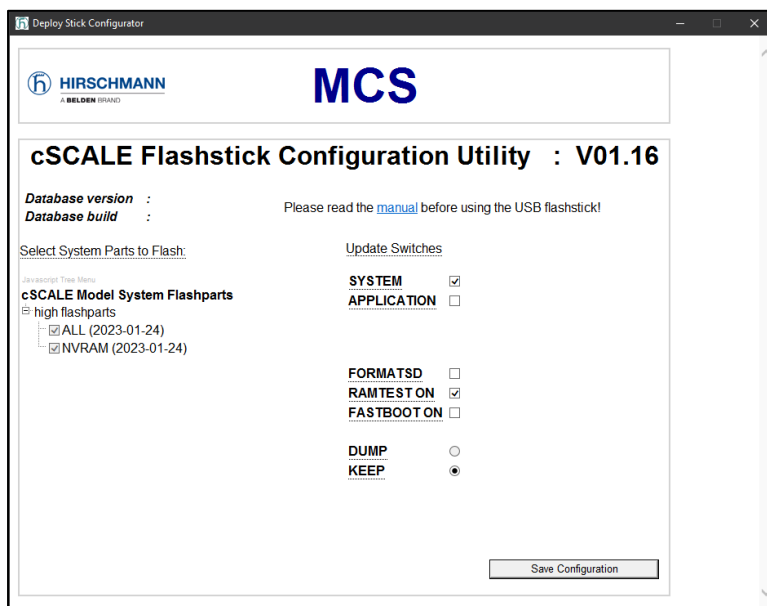 Deploy Stick Configurator
HIRSCHMANN
A BELDEN BRAND
MCS
cSCALE Flashstick Configuration Utility : V01.16
Database version :
Database build :
Please read the manual before using the USB flashstick!
Select System Parts to Flash:
Update Switches
Javascript Tree Menu
cSCALE Model System Flashparts
high flashparts
ALL (2023-01-24)
NVRAM (2023-01-24)
SYSTEM
APPLICATION
FORMATSD
RAMTEST ON
FASTBOOT ON
DUMP
KEEP
Save Configuration